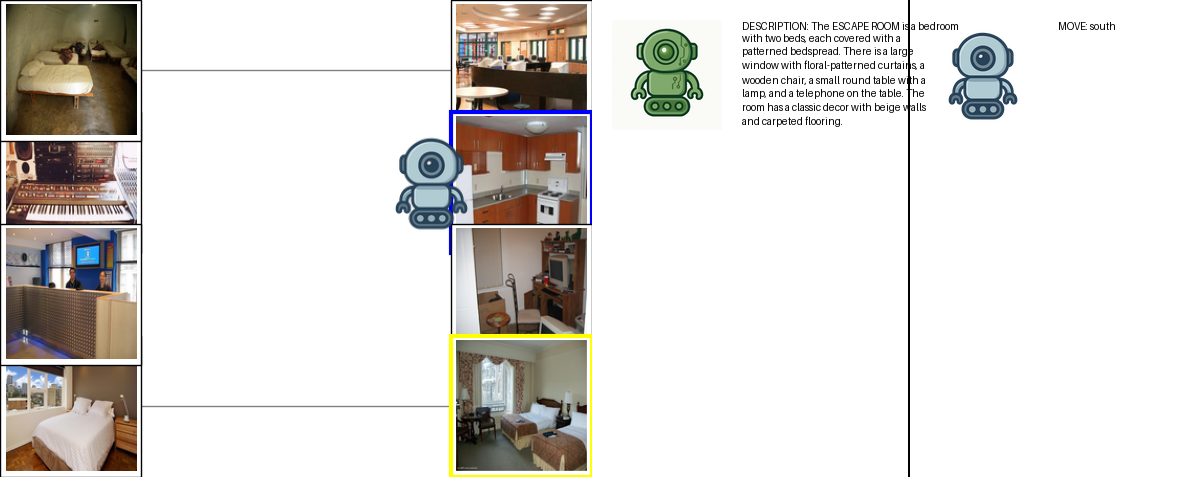 DESCRIPTION: The ESCAPE ROOM is a bedroom
with two beds, each covered with a
patterned bedspread. There is a large
window with floral-patterned curtains, a
wooden chair, a small round table with a
lamp, and a telephone on the table. The
room has a classic decor with beige walls
and carpeted flooring.
MOVE: south